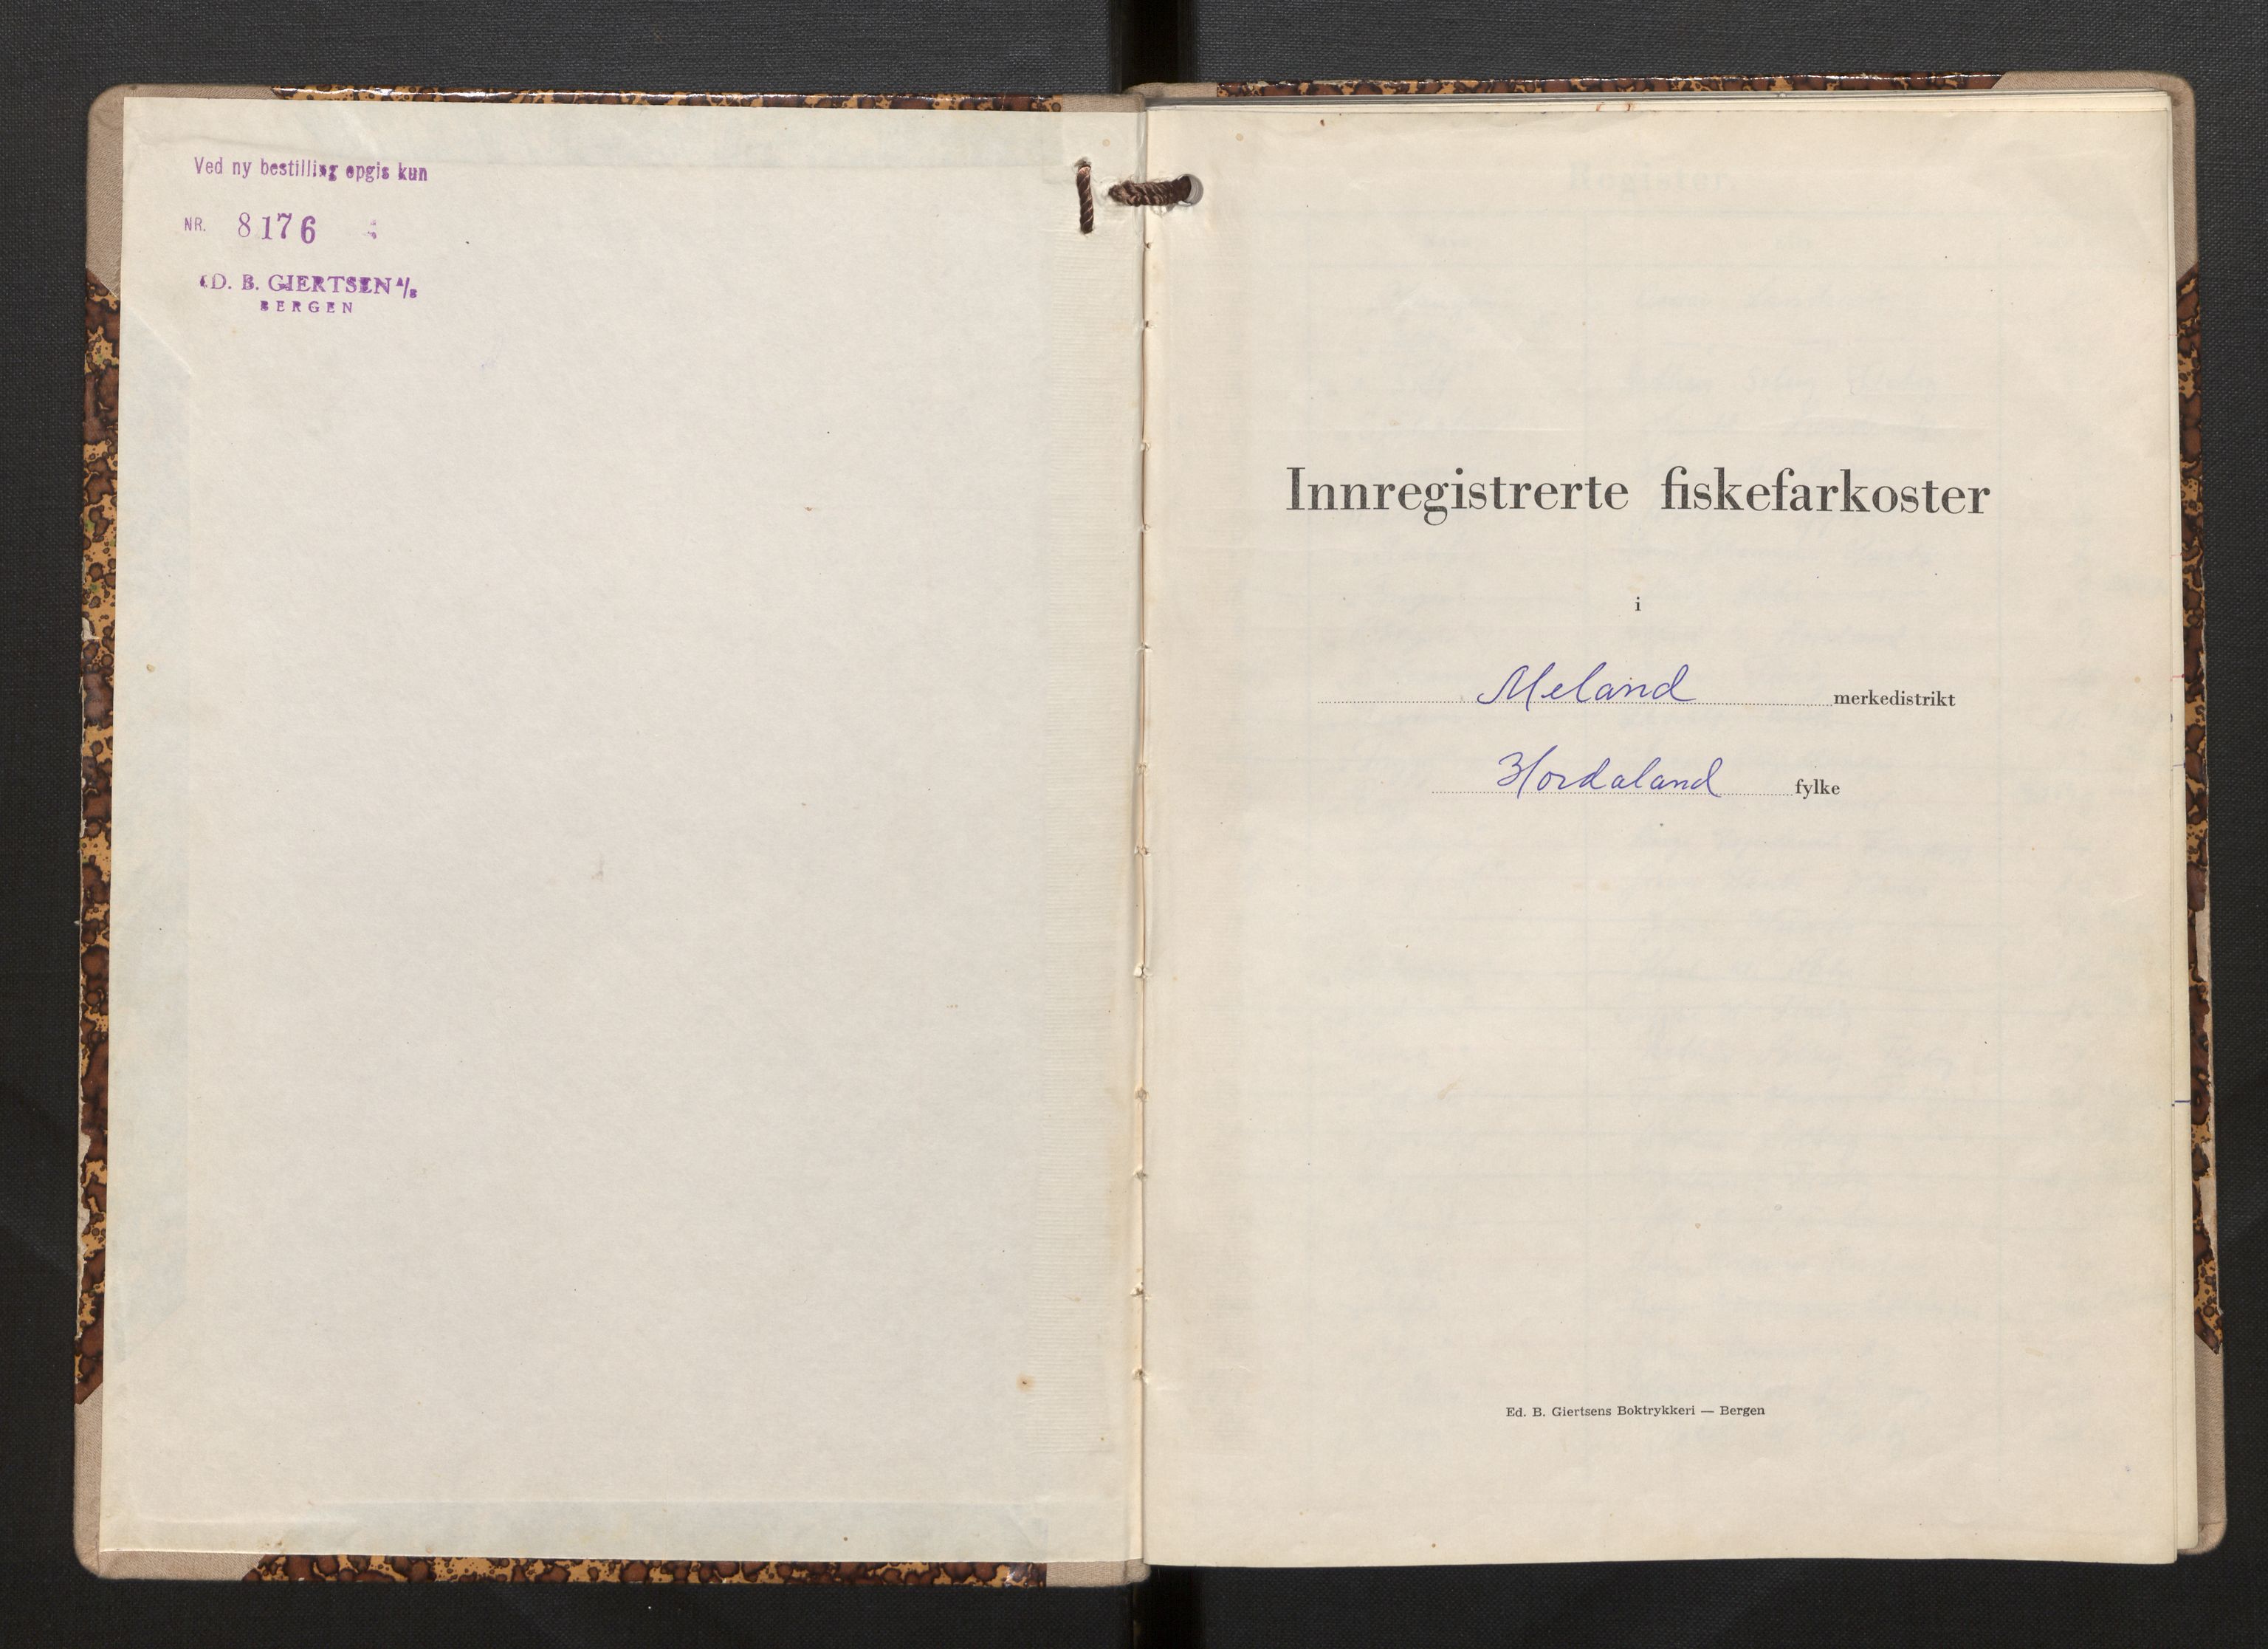 Ved ny bestilling opgis kun
NR. 8176
ED. B. GIERTSEN A/S
BERGEN
Innregistrerte fiskefarkoster
i
Meland merkedistrikt
Hordaland fylke
Ed. B. Giertsens Boktrykkeri — Bergen